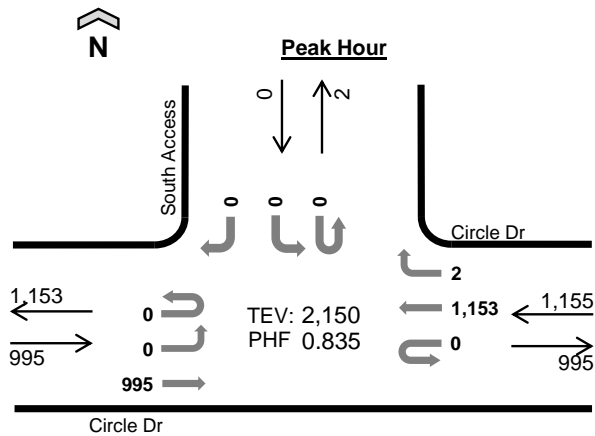 N
Peak Hour
0
2
South Access
0 0 0
Circle Dr
2
1,153
0
TEV: 2,150
1,153
1,155
0
PHF 0.835
0
995
995
995
Circle Dr